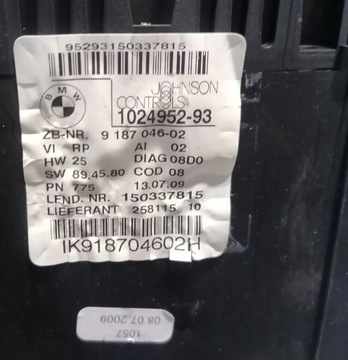 95293150337815
BMW
JOHNSON
CONTROLS
1024952-93
ZB-NR. 9 187 046-02
VI RP AI 02
HW 25 DIAG 08D0
SW 89,45.80 COD 08
PN 775 13.07.09
LEND. NR. 150337815
LIEFERANT 258115 10
IK918704602H
1057
08.07.2009